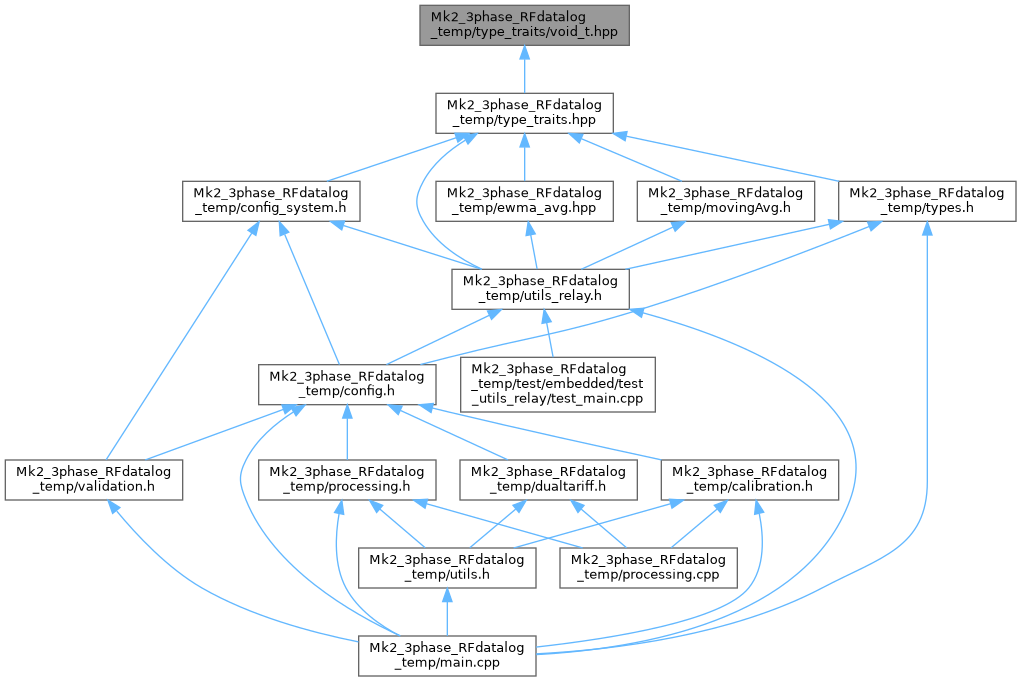 Mk2_3phase_RFdatalog
_temp/type_traits/void_t.hpp
Mk2_3phase_RFdatalog
_temp/type_traits.hpp
Mk2_3phase_RFdatalog
_temp/config_system.h
Mk2_3phase_RFdatalog
_temp/ewma_avg.hpp
Mk2_3phase_RFdatalog
_temp/movingAvg.h
Mk2_3phase_RFdatalog
_temp/types.h
Mk2_3phase_RFdatalog
_temp/utils_relay.h
Mk2_3phase_RFdatalog
_temp/config.h
Mk2_3phase_RFdatalog
_temp/test/embedded/test
_utils_relay/test_main.cpp
Mk2_3phase_RFdatalog
_temp/validation.h
Mk2_3phase_RFdatalog
_temp/processing.h
Mk2_3phase_RFdatalog
_temp/dualtariff.h
Mk2_3phase_RFdatalog
_temp/calibration.h
Mk2_3phase_RFdatalog
_temp/utils.h
Mk2_3phase_RFdatalog
_temp/processing.cpp
Mk2_3phase_RFdatalog
_temp/main.cpp